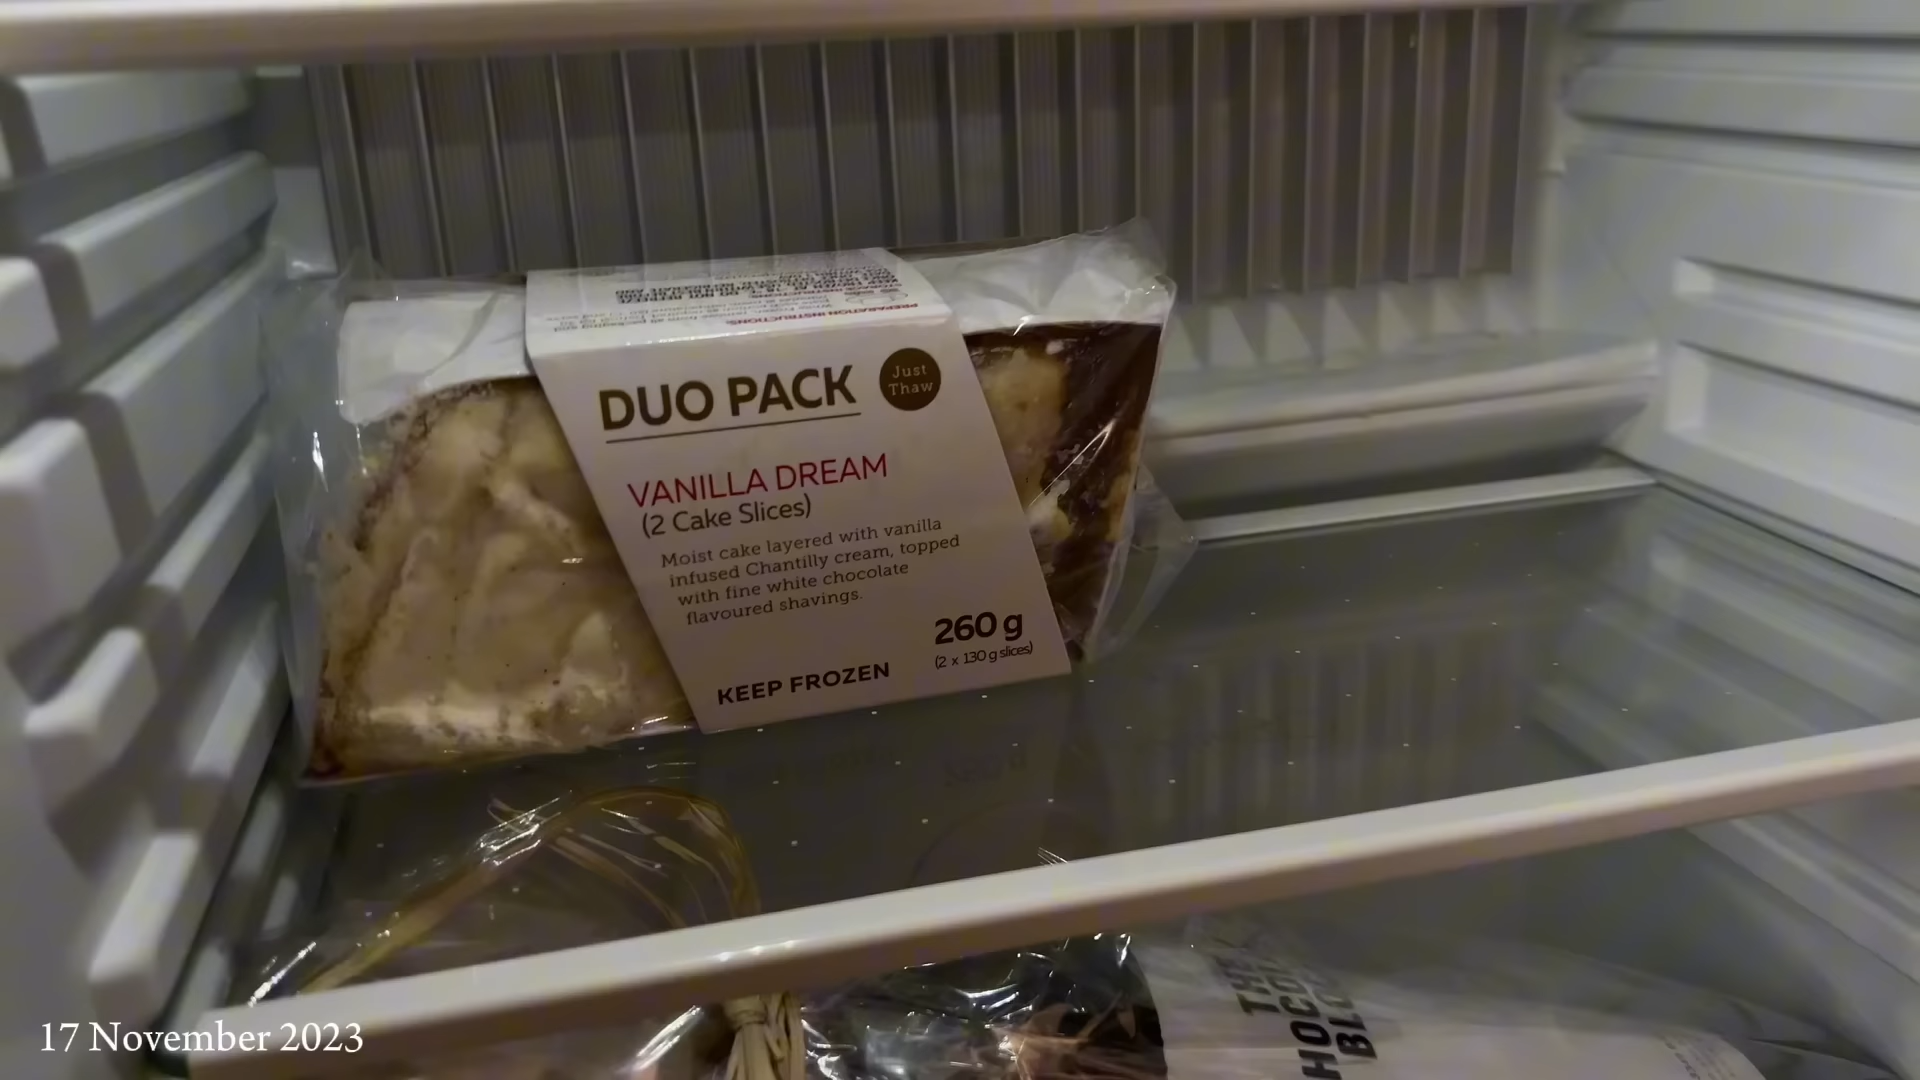 PREPARATION INSTRUCTIONS:
DUO PACK
Just
Thaw
VANILLA DREAM
(2 Cake Slices)
Moist cake layered with vanilla
infused Chantilly cream, topped
with fine white chocolate
flavoured shavings.
260 g
(2 x 130 g slices)
KEEP FROZEN
17 November 2023